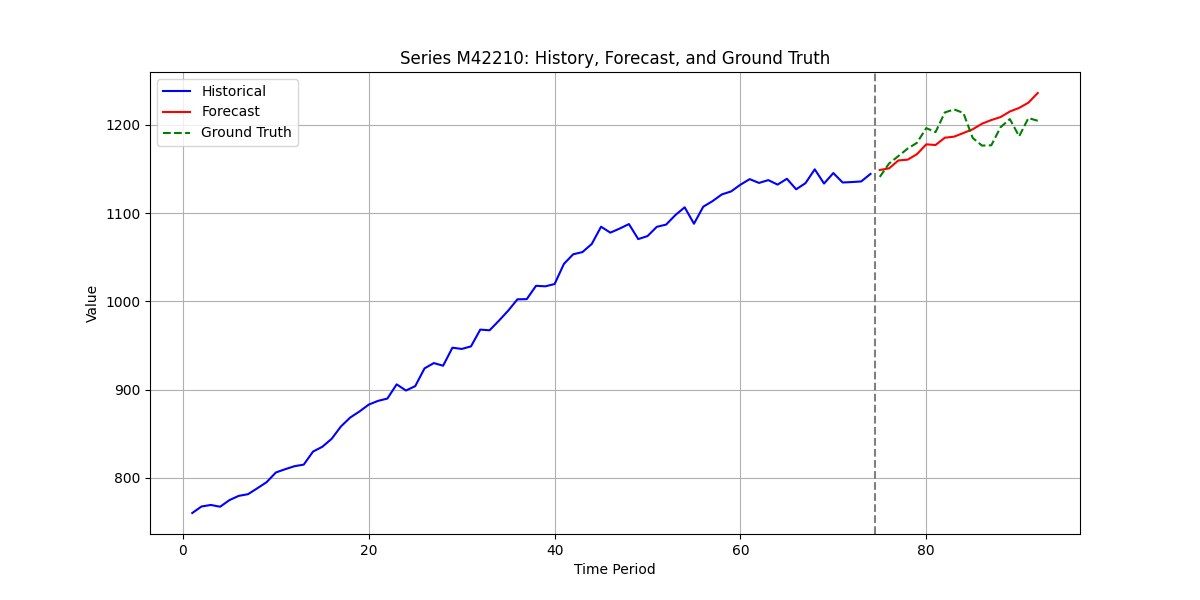 Series M42210: History, Forecast, and Ground Truth
Historical
Forecast
Ground Truth
1200
1100
1000
900
800
Value
0 20 40 60 80
Time Period